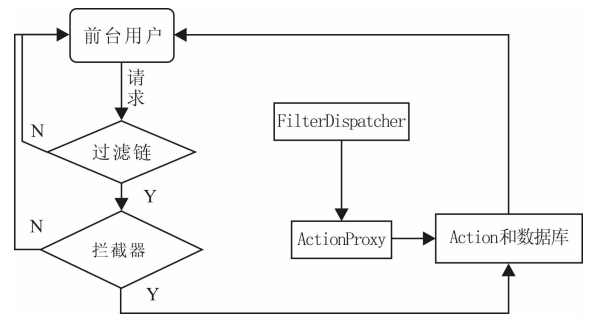 前台用户
请
求
FilterDispatcher
N
过滤链
Y
N
拦截器
ActionProxy
Action和数据库
Y